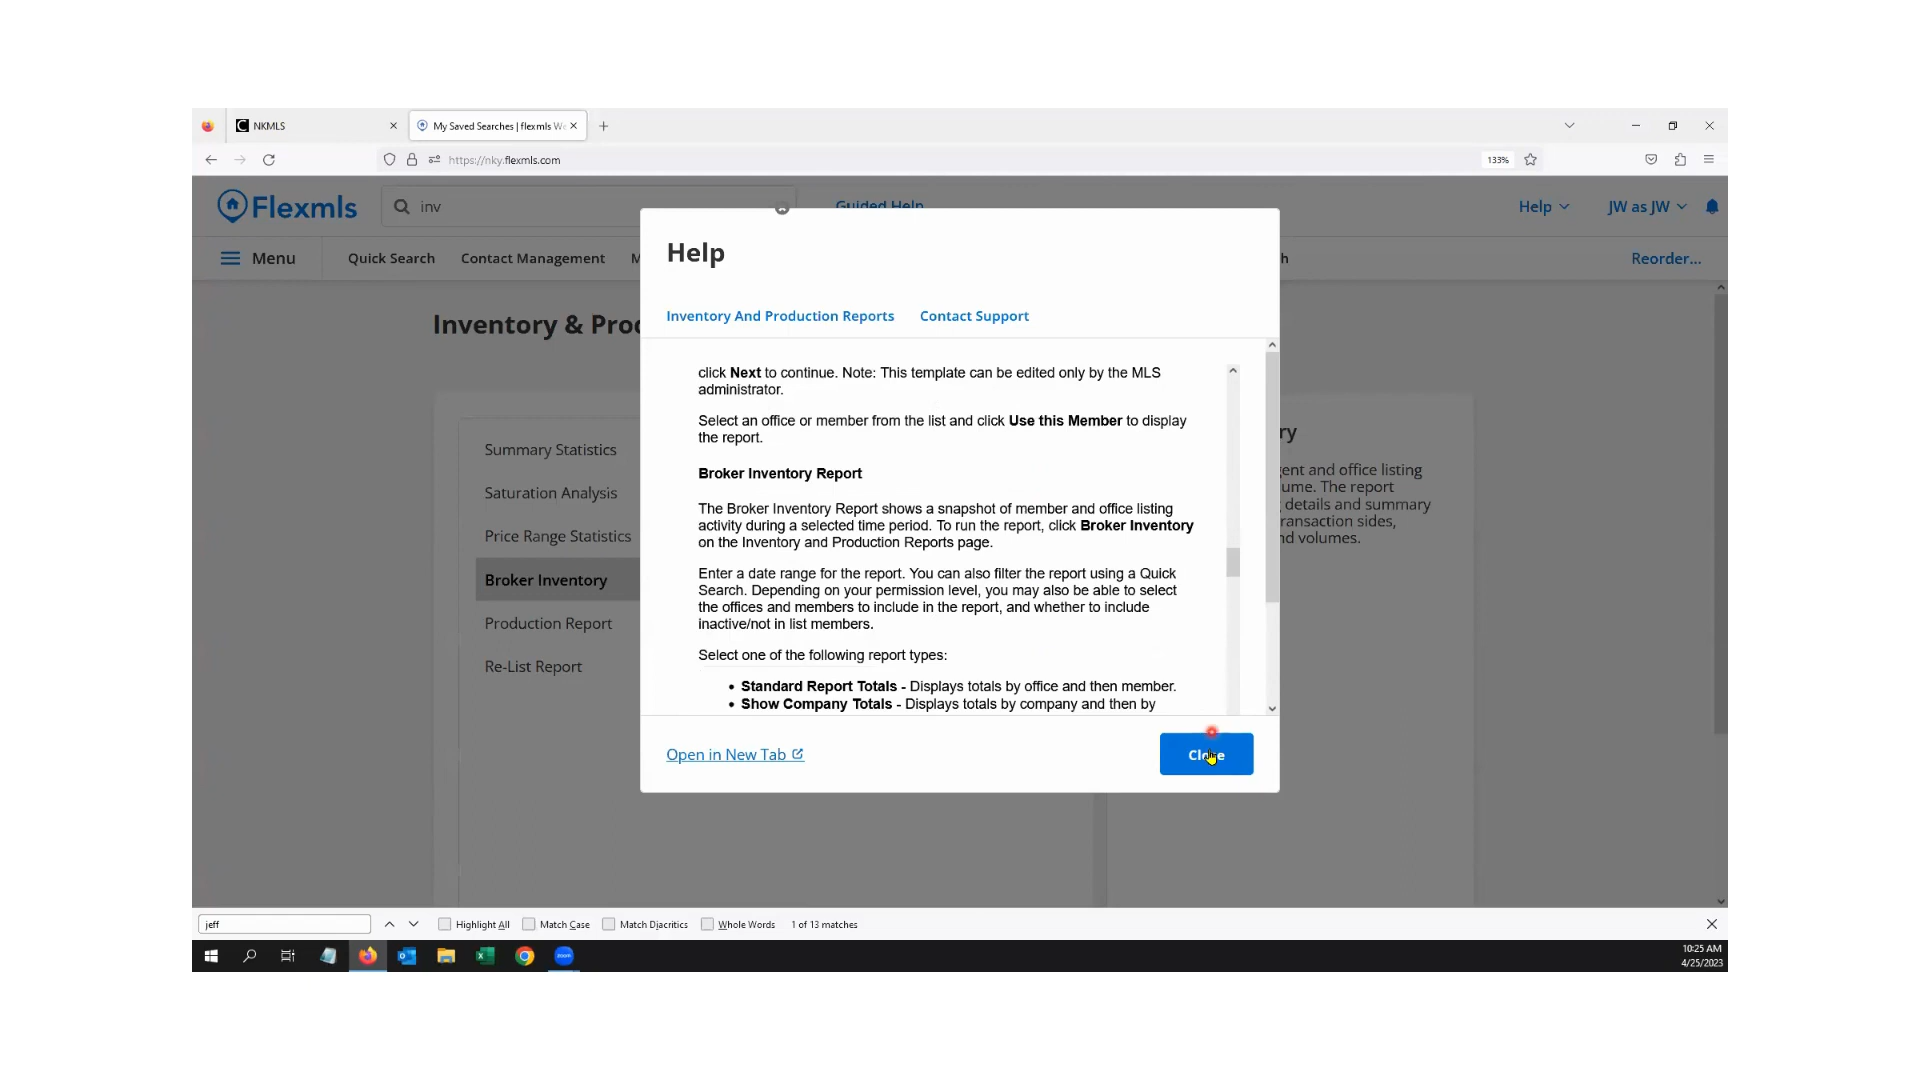 NKMLS
My Saved Searches | flexmls We
https://nky.flexmls.com
133%
Flexmls
inv
Guided Help
Help
JW as JW
Menu
Quick Search
Contact Management
M
h
Reorder...
Help
Inventory & Pro
Inventory And Production Reports
Contact Support
click Next to continue. Note: This template can be edited only by the MLS
administrator.
Select an office or member from the list and click Use this Member to display
the report.
Broker Inventory Report
The Broker Inventory Report shows a snapshot of member and office listing
activity during a selected time period. To run the report, click Broker Inventory
on the Inventory and Production Reports page.
Enter a date range for the report. You can also filter the report using a Quick
Search. Depending on your permission level, you may also be able to select
the offices and members to include in the report, and whether to include
inactive/not in list members.
Select one of the following report types:
• Standard Report Totals - Displays totals by office and then member.
• Show Company Totals - Displays totals by company and then by
Open in New Tab
Close
Summary Statistics
Saturation Analysis
Price Range Statistics
Broker Inventory
Production Report
Re-List Report
ry
ent and office listing
ume. The report
details and summary
ransaction sides,
nd volumes.
jeff
Highlight All
Match Case
Match Diacritics
Whole Words
1 of 13 matches
zoom
10:25 AM
4/25/2023